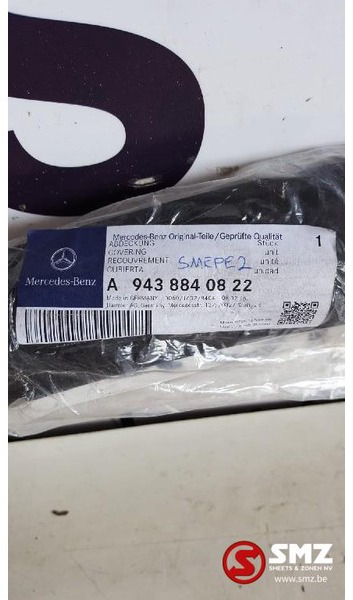 S
Mercedes-Benz Original-Teile/Geprüfte Qualität
ABDECKUNG Stück 1
COVERING unit
RECOUVREMENT unité
CUBIERTA unidad
SMEPE2
Mercedes-Benz
A 943 884 08 22
Made in GERMANY
SMZ
SMEETS & ZONEN NV
www.smz.be